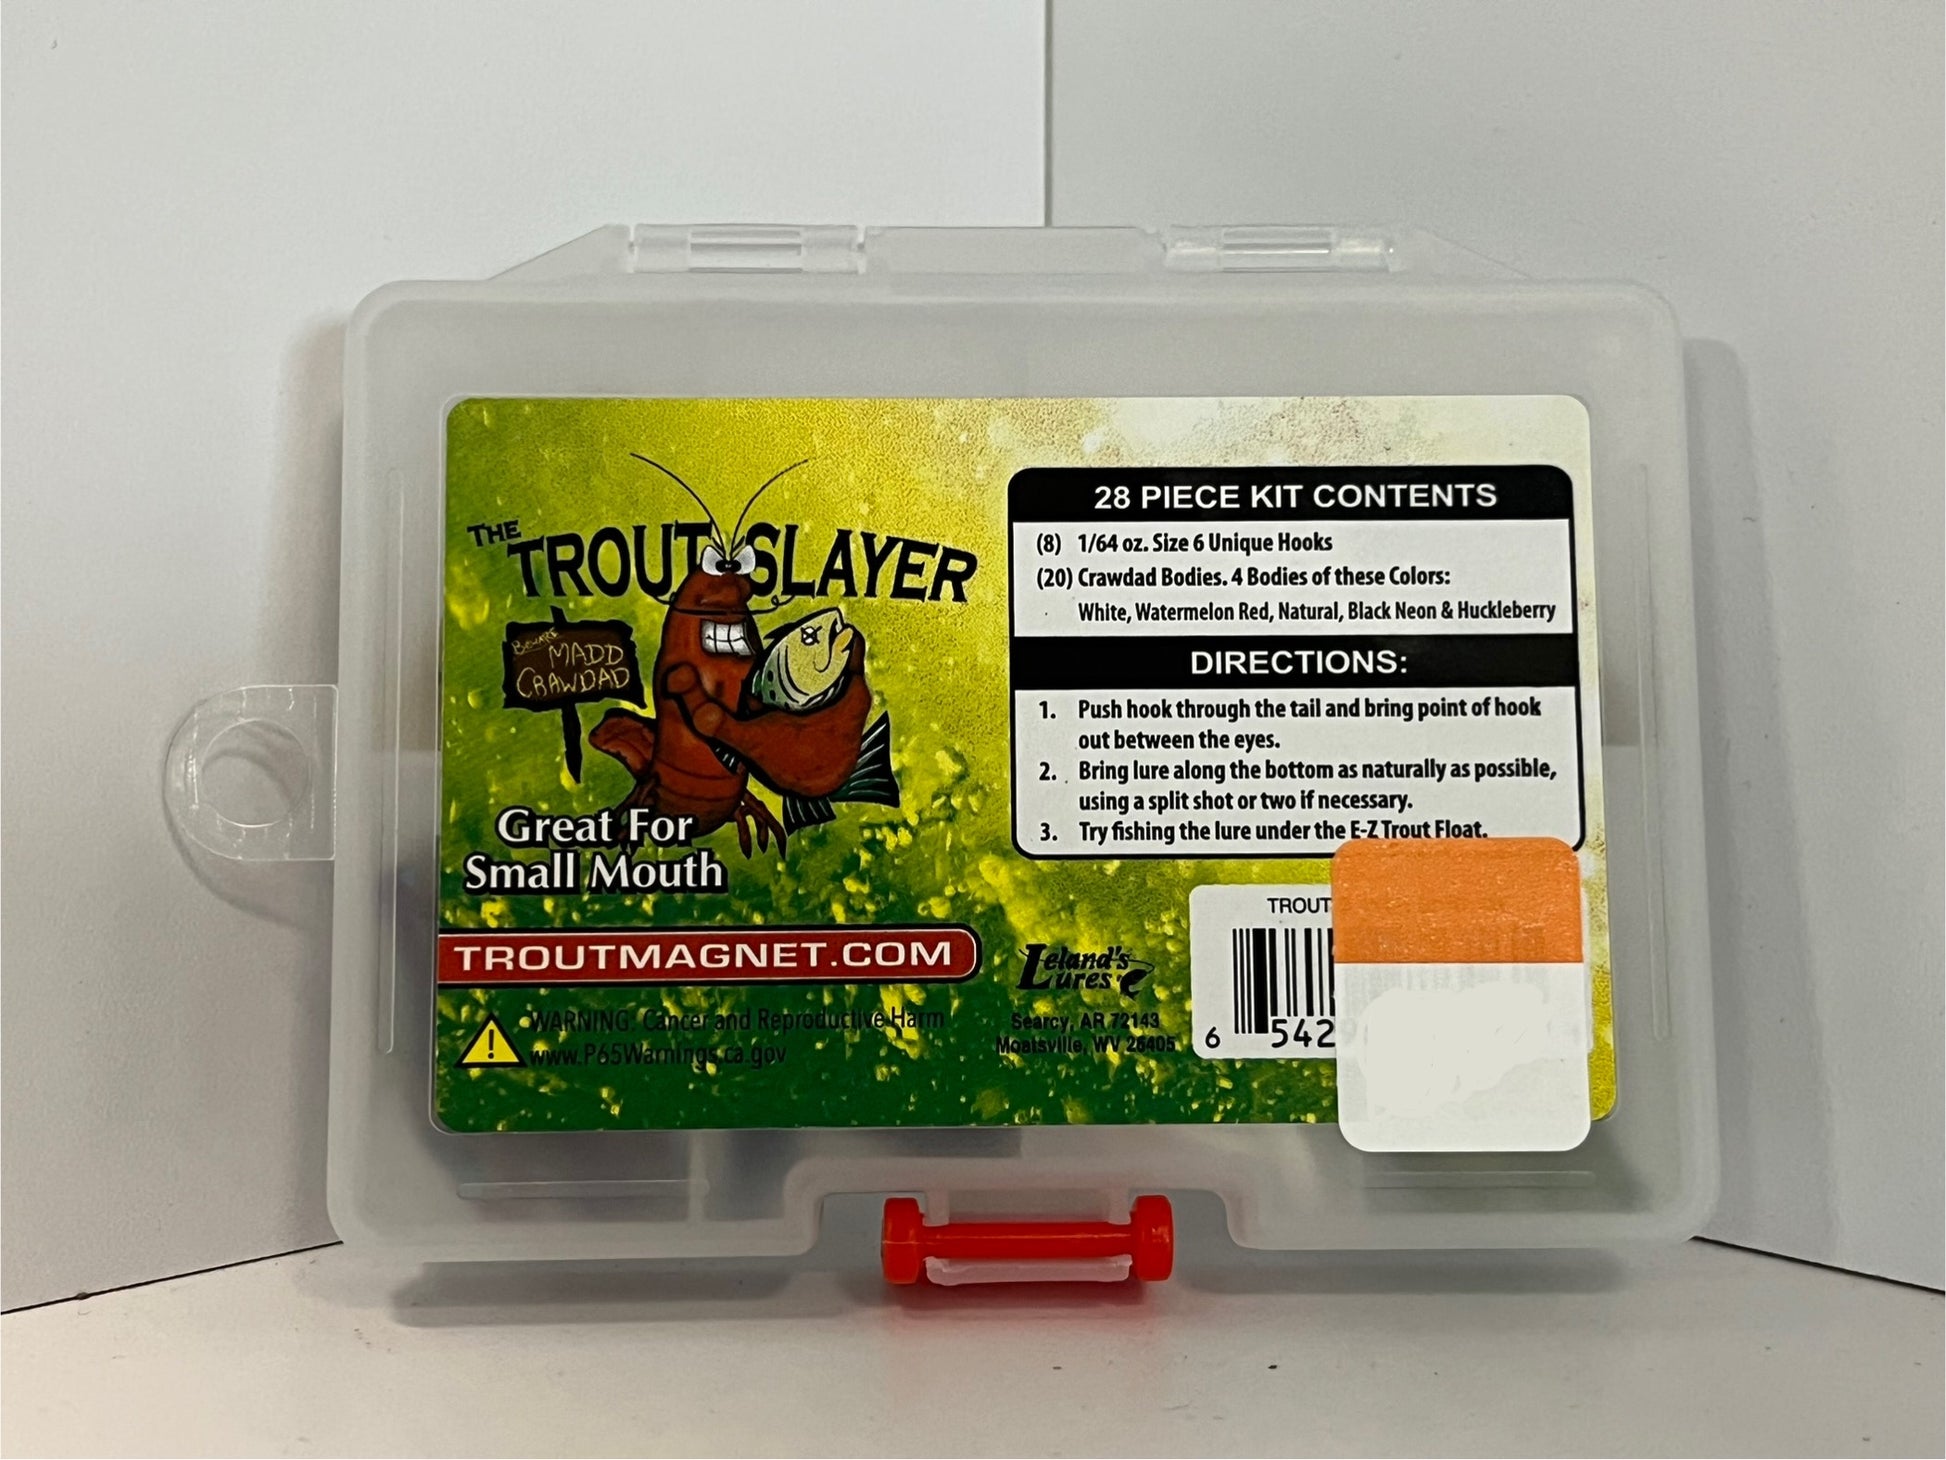 THE
TROUT SLAYER
BEWARE
MADD
CRAWDAD
Great For
Small Mouth
TROUTMAGNET.COM
WARNING: Cancer and Reproductive Harm
www.P65Warnings.ca.gov
28 PIECE KIT CONTENTS
(8) 1/64 oz. Size 6 Unique Hooks
(20) Crawdad Bodies. 4 Bodies of these Colors:
White, Watermelon Red, Natural, Black Neon & Huckleberry
DIRECTIONS:
1. Push hook through the tail and bring point of hook
out between the eyes.
2. Bring lure along the bottom as naturally as possible,
using a split shot or two if necessary.
3. Try fishing the lure under the E-Z Trout Float.
Leland's
Lures
Searcy, AR 72143
Moatsville, WV 26405
TROUT
6 542